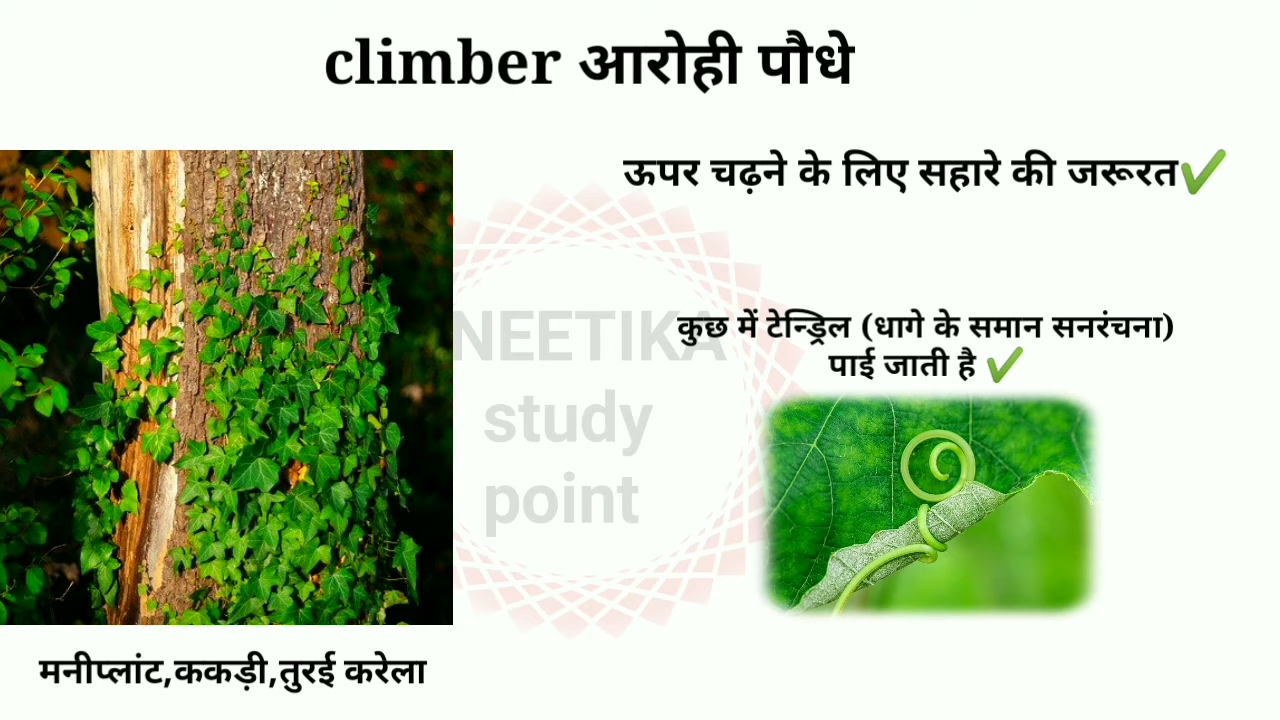 climber आरोही पौधे
ऊपर चढ़ने के लिए सहारे की जरूरत✔
कुछ में टेन्ड्रिल (धागे के समान सनरंचना)
पाई जाती है ✔
NEETIKA
study
point
मनीप्लांट,ककड़ी,तुरई करेला